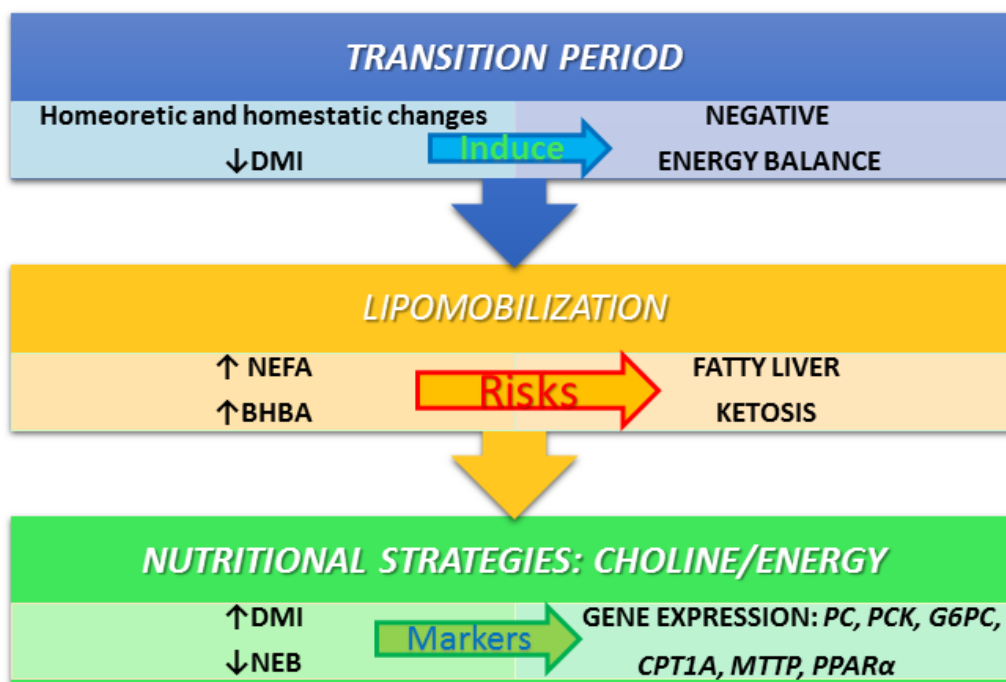 TRANSITION PERIOD
Homeoretic and homestatic changes
↓DMI
Induce
NEGATIVE
ENERGY BALANCE
LIPOMOBILIZATION
↑ NEFA
↑BHBA
Risks
FATTY LIVER
KETOSIS
NUTRITIONAL STRATEGIES: CHOLINE/ENERGY
↑DMI
↓NEB
Markers
GENE EXPRESSION: PC, PCK, G6PC,
CPT1A, MTTP, PPARα